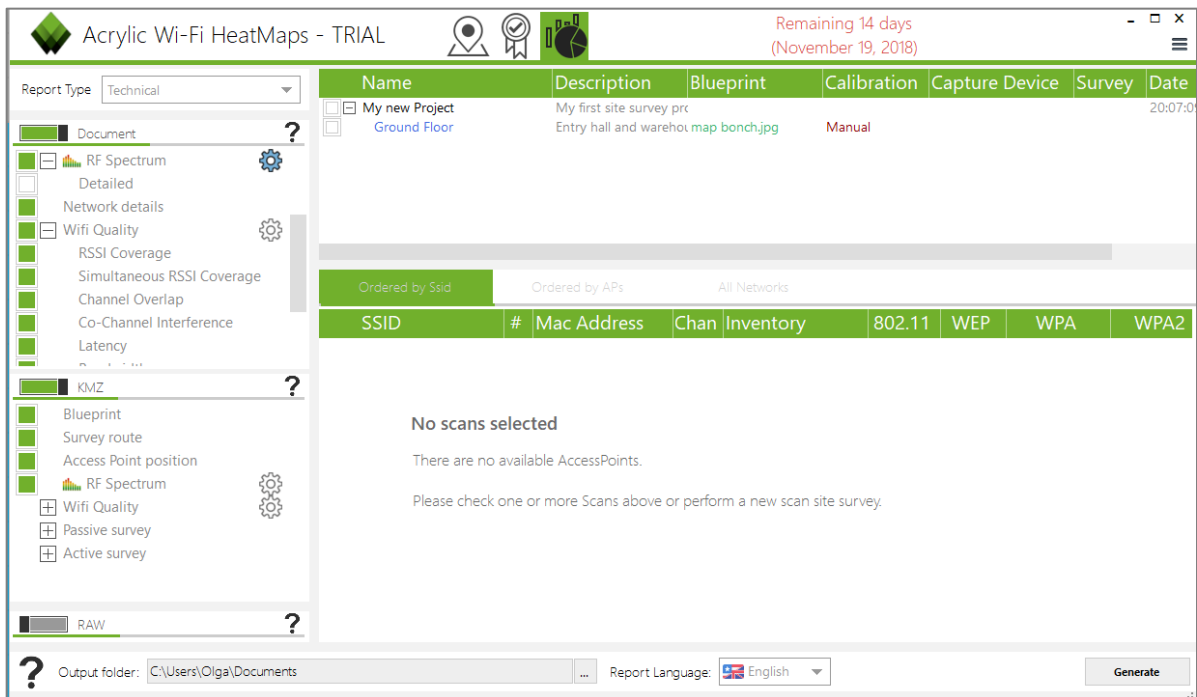 Acrylic Wi-Fi HeatMaps - TRIAL
Remaining 14 days
(November 19, 2018)
Report Type Technical
Document ?
RF Spectrum
Detailed
Network details
Wifi Quality
RSSI Coverage
Simultaneous RSSI Coverage
Channel Overlap
Co-Channel Interference
Latency
KMZ ?
Blueprint
Survey route
Access Point position
RF Spectrum
Wifi Quality
Passive survey
Active survey
RAW ?
Name Description Blueprint Calibration Capture Device Survey Date
My new Project My first site survey pro 20:07:0
Ground Floor Entry hall and warehou map bonch.jpg Manual
Ordered by Ssid Ordered by APs All Networks
SSID # Mac Address Chan Inventory 802.11 WEP WPA WPA2
No scans selected
There are no available AccessPoints.
Please check one or more Scans above or perform a new scan site survey.
? Output folder: C:\Users\Olga\Documents ... Report Language: English Generate